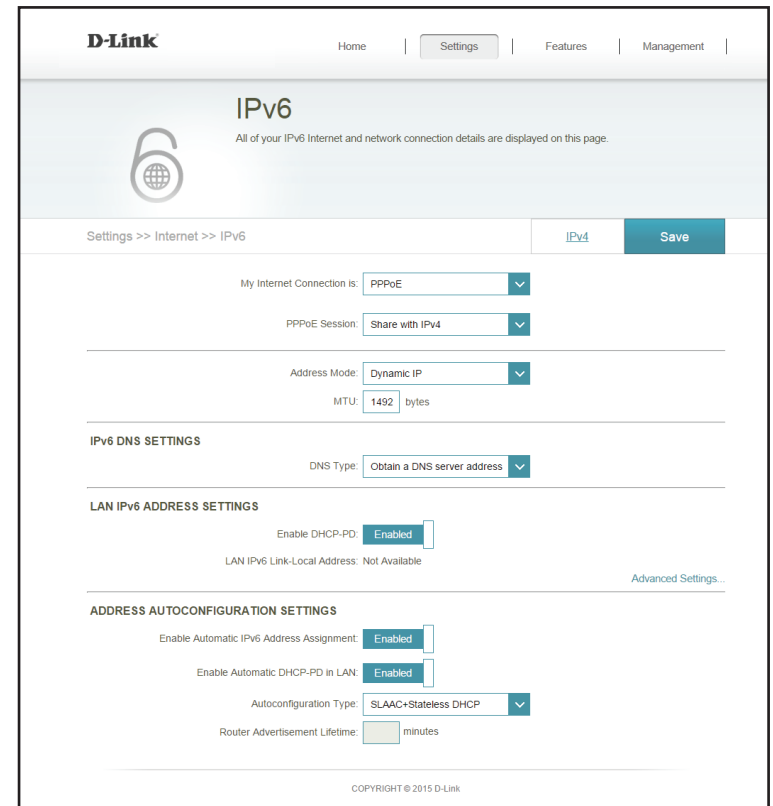 D-Link
Home | Settings | Features | Management |
IPv6
All of your IPv6 Internet and network connection details are displayed on this page.
Settings >> Internet >> IPv6
IPv4
Save
My Internet Connection is: PPPoE
PPPoE Session: Share with IPv4
Address Mode: Dynamic IP
MTU: 1492 bytes
IPv6 DNS SETTINGS
DNS Type: Obtain a DNS server address
LAN IPv6 ADDRESS SETTINGS
Enable DHCP-PD: Enabled
LAN IPv6 Link-Local Address: Not Available
Advanced Settings...
ADDRESS AUTOCONFIGURATION SETTINGS
Enable Automatic IPv6 Address Assignment: Enabled
Enable Automatic DHCP-PD in LAN: Enabled
Autoconfiguration Type: SLAAC+Stateless DHCP
Router Advertisement Lifetime: minutes
COPYRIGHT © 2015 D-Link